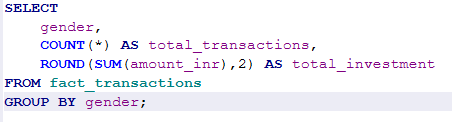 SELECT
    gender,
    COUNT(*) AS total_transactions,
    ROUND(SUM(amount_inr),2) AS total_investment
FROM fact_transactions
GROUP BY gender;